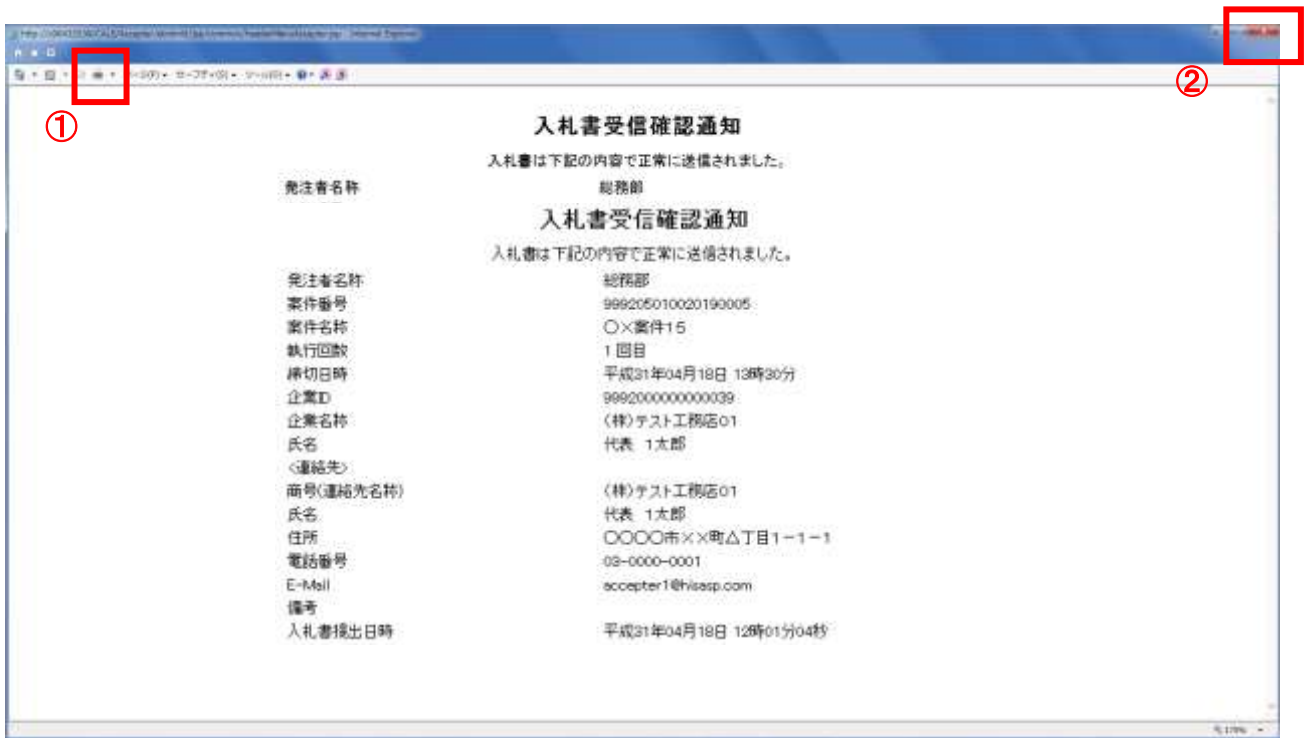 Internet Explorer
①
②
入札書受信確認通知
入札書は下記の内容で正常に送信されました。
発注者名称 総務部
入札書受信確認通知
入札書は下記の内容で正常に送信されました。
発注者名称 総務部
案件番号 999205010020190005
案件名称 〇×案件15
執行回数 1回目
締切日時 平成31年04月18日 13時30分
企業ID 9992000000000039
企業名称 (株)テスト工務店01
氏名 代表 1太郎
<連絡先>
商号(連絡先名称) (株)テスト工務店01
氏名 代表 1太郎
住所 〇〇〇〇市××町△丁目1-1-1
電話番号 03-0000-0001
E-Mail accepter1@hisasp.com
備考
入札書提出日時 平成31年04月18日 12時01分04秒